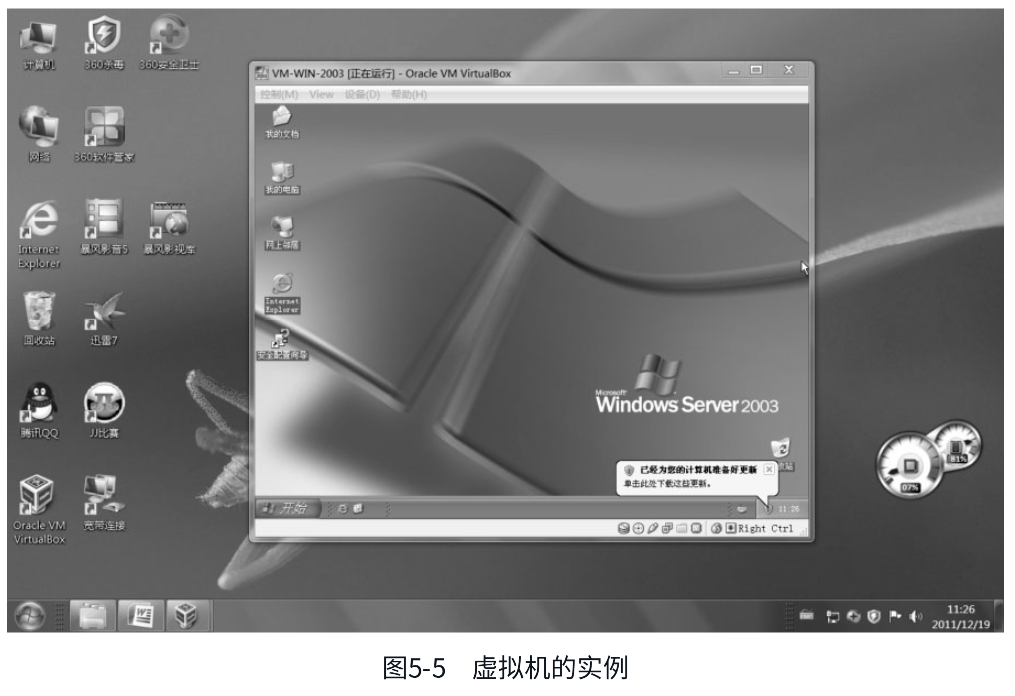 计算机
360杀毒
360安全卫士
网络
360软件管家
Internet
Explorer
暴风影音5
暴风影视库
回收站
迅雷7
腾讯QQ
JJ比赛
Oracle VM
VirtualBox
宽带连接
VM-WIN-2003 [正在运行] - Oracle VM VirtualBox
控制(M) View 设备(D) 帮助(H)
我的文档
我的电脑
网上邻居
Internet
Explorer
安全配置向导
Microsoft
Windows Server 2003
已经为您的计算机准备好更新
单击此处下载这些更新。
开始
11:26
Right Ctrl
07%
81%
11:26
2011/12/19
图5-5 虚拟机的实例